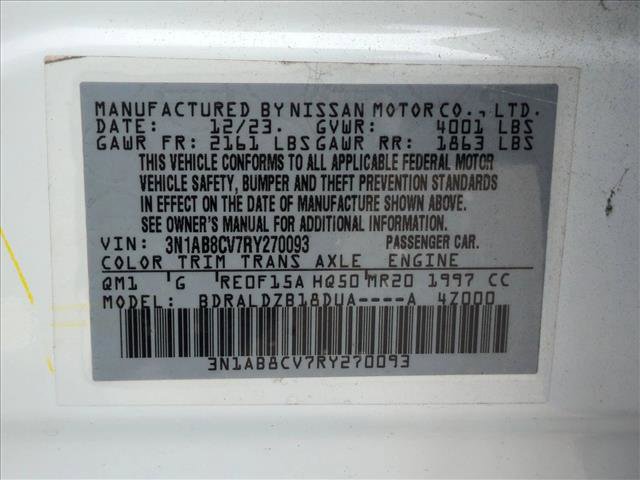 MANUFACTURED BY NISSAN MOTOR CO., LTD.
DATE: 12/23. GVWR: 4001 LBS
GAWR FR: 2161 LBS GAWR RR: 1863 LBS
THIS VEHICLE CONFORMS TO ALL APPLICABLE FEDERAL MOTOR
VEHICLE SAFETY, BUMPER AND THEFT PREVENTION STANDARDS
IN EFFECT ON THE DATE OF MANUFACTURE SHOWN ABOVE.
SEE OWNER'S MANUAL FOR ADDITIONAL INFORMATION.
VIN: 3N1AB8CV7RY270093 PASSENGER CAR.
COLOR TRIM TRANS AXLE ENGINE
QM1 G RE0F15A HQ50 MR20 1997 CC
MODEL: BDRALDZB18DUA----A 4Z000
3N1AB8CV7RY270093